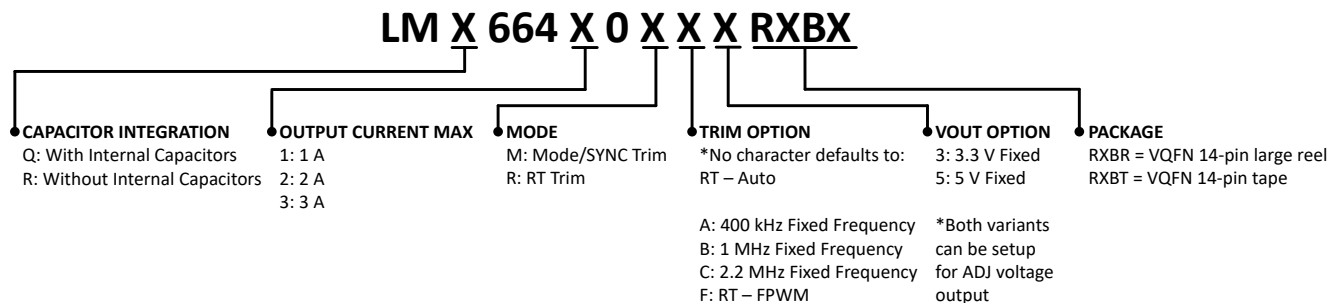 LM X 664 X 0 X X X RXBX
CAPACITOR INTEGRATION
Q: With Internal Capacitors
R: Without Internal Capacitors
OUTPUT CURRENT MAX
1: 1 A
2: 2 A
3: 3 A
MODE
M: Mode/SYNC Trim
R: RT Trim
TRIM OPTION
*No character defaults to:
RT – Auto
A: 400 kHz Fixed Frequency
B: 1 MHz Fixed Frequency
C: 2.2 MHz Fixed Frequency
F: RT – FPWM
VOUT OPTION
3: 3.3 V Fixed
5: 5 V Fixed
*Both variants
can be setup
for ADJ voltage
output
PACKAGE
RXBR = VQFN 14-pin large reel
RXBT = VQFN 14-pin tape